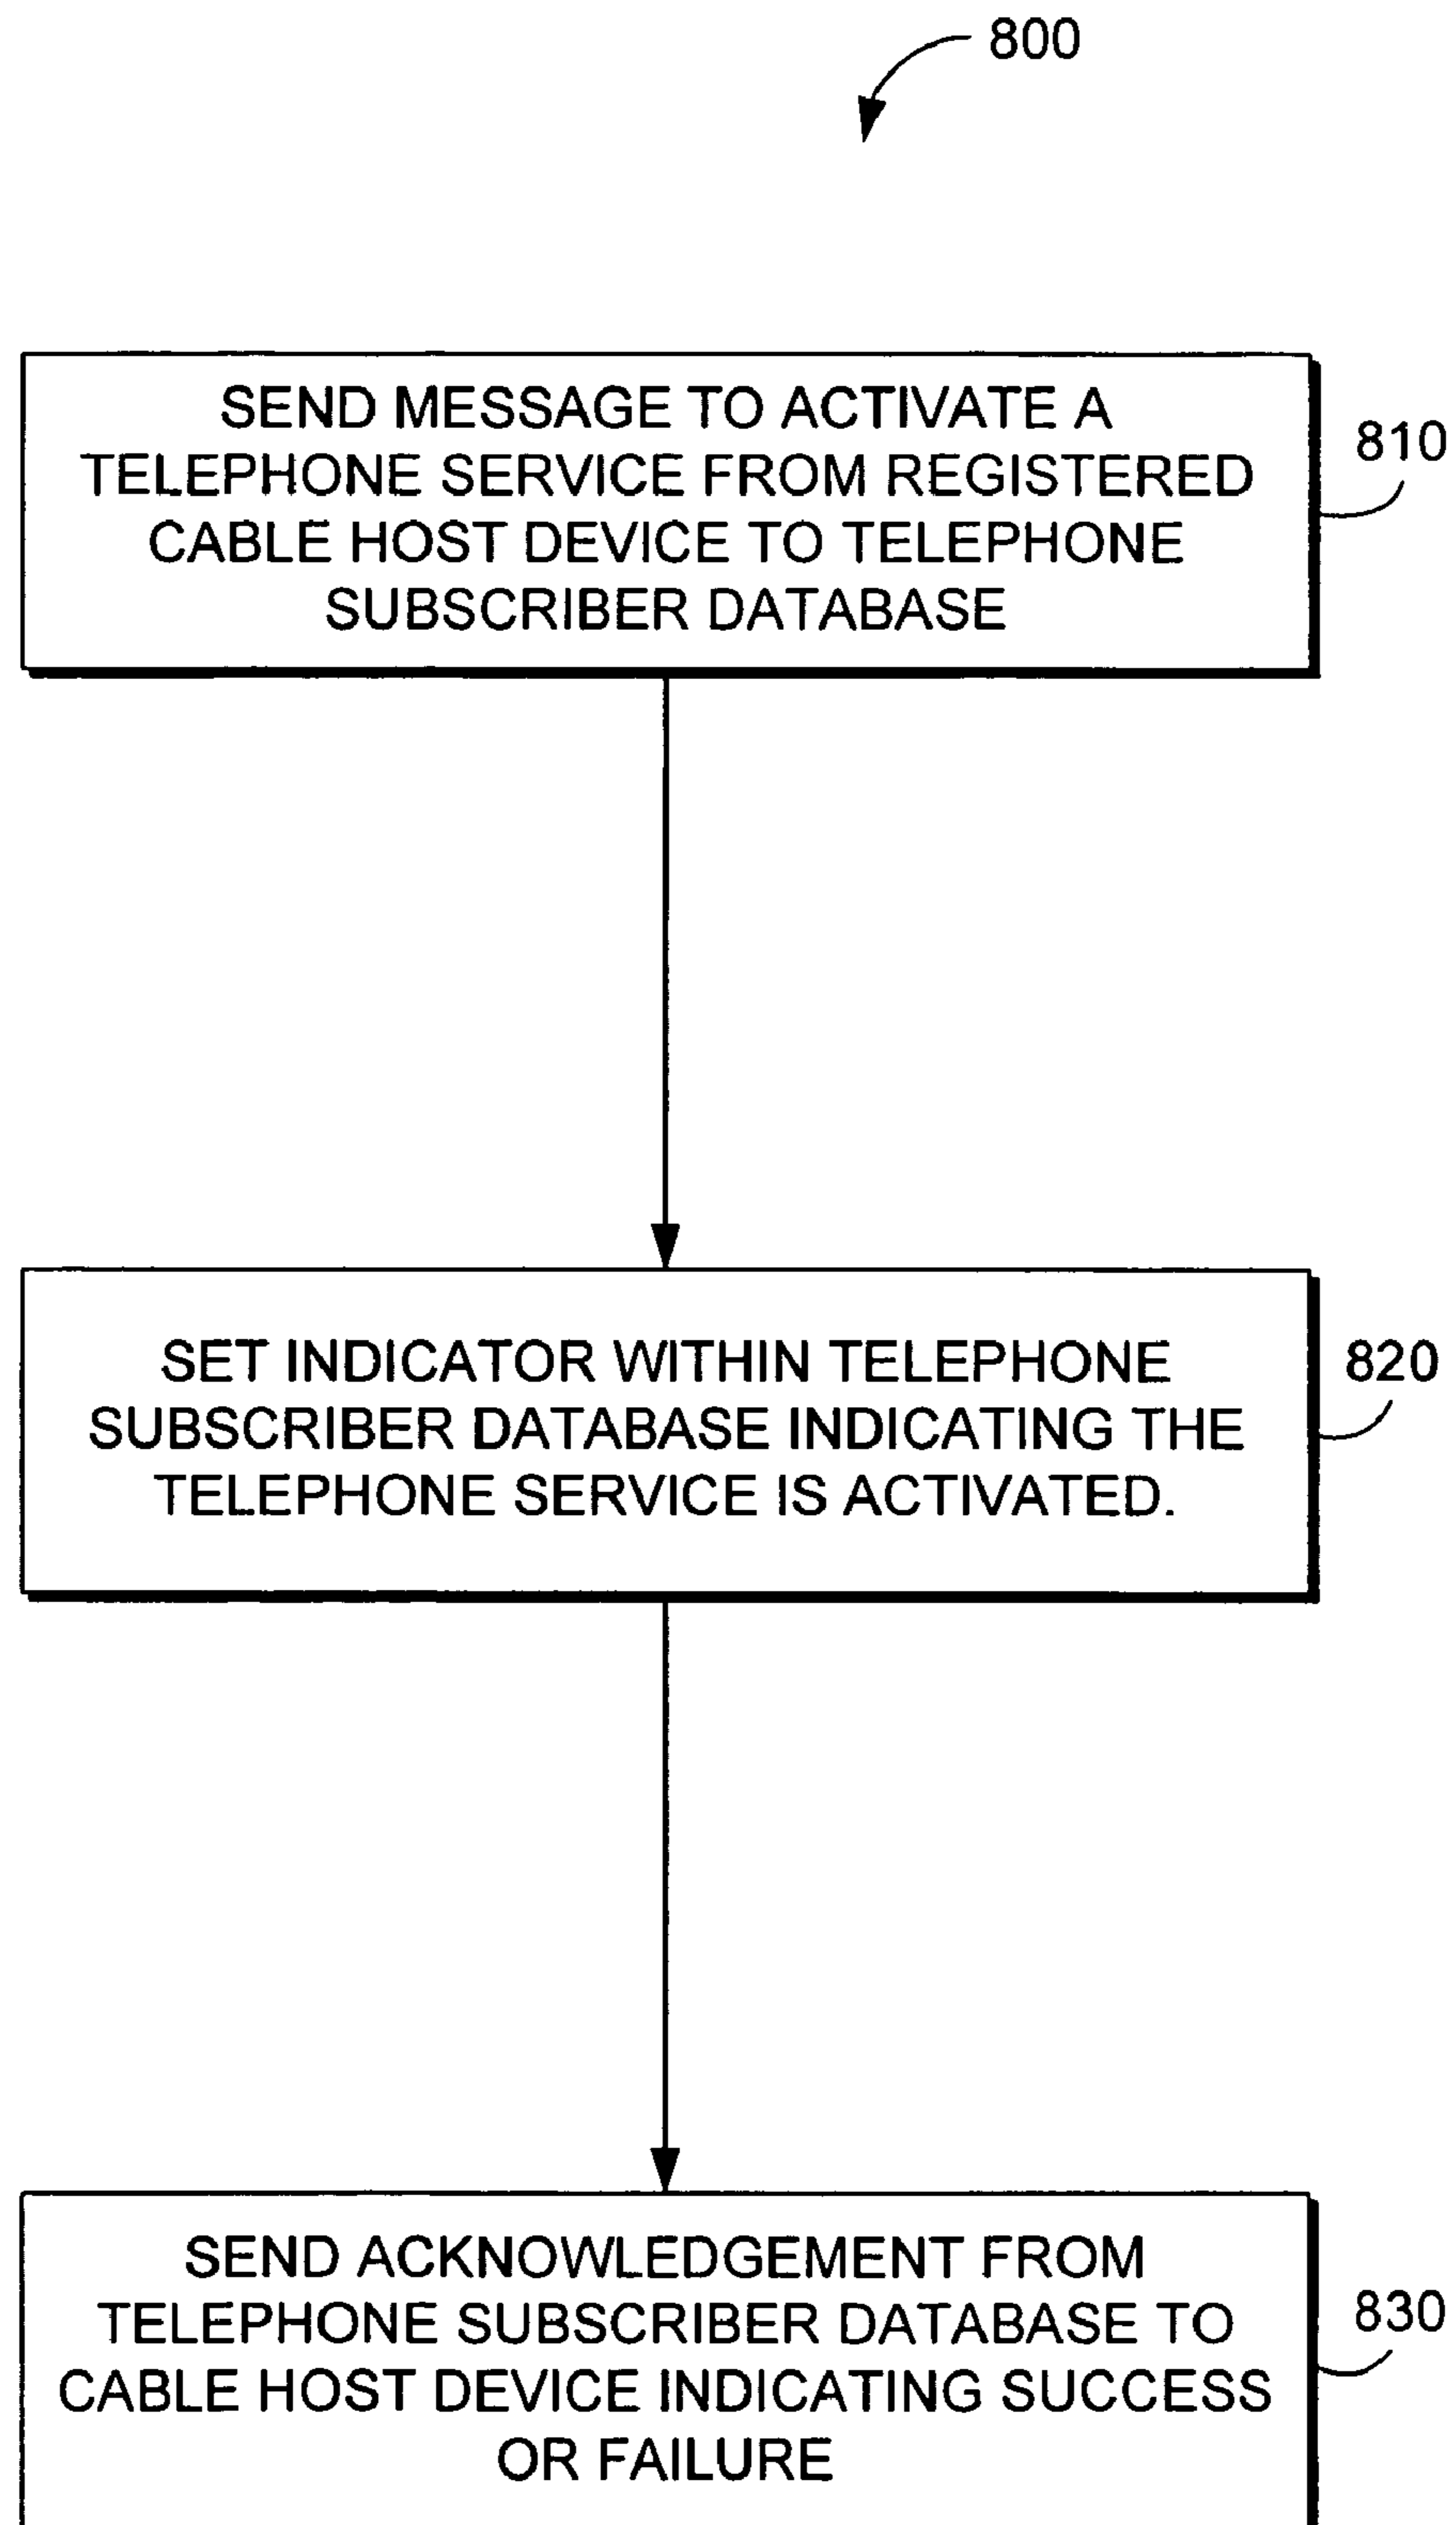 800
SEND MESSAGE TO ACTIVATE A
TELEPHONE SERVICE FROM REGISTERED
CABLE HOST DEVICE TO TELEPHONE
SUBSCRIBER DATABASE
810
SET INDICATOR WITHIN TELEPHONE
SUBSCRIBER DATABASE INDICATING THE
TELEPHONE SERVICE IS ACTIVATED.
820
SEND ACKNOWLEDGEMENT FROM
TELEPHONE SUBSCRIBER DATABASE TO
CABLE HOST DEVICE INDICATING SUCCESS
OR FAILURE
830